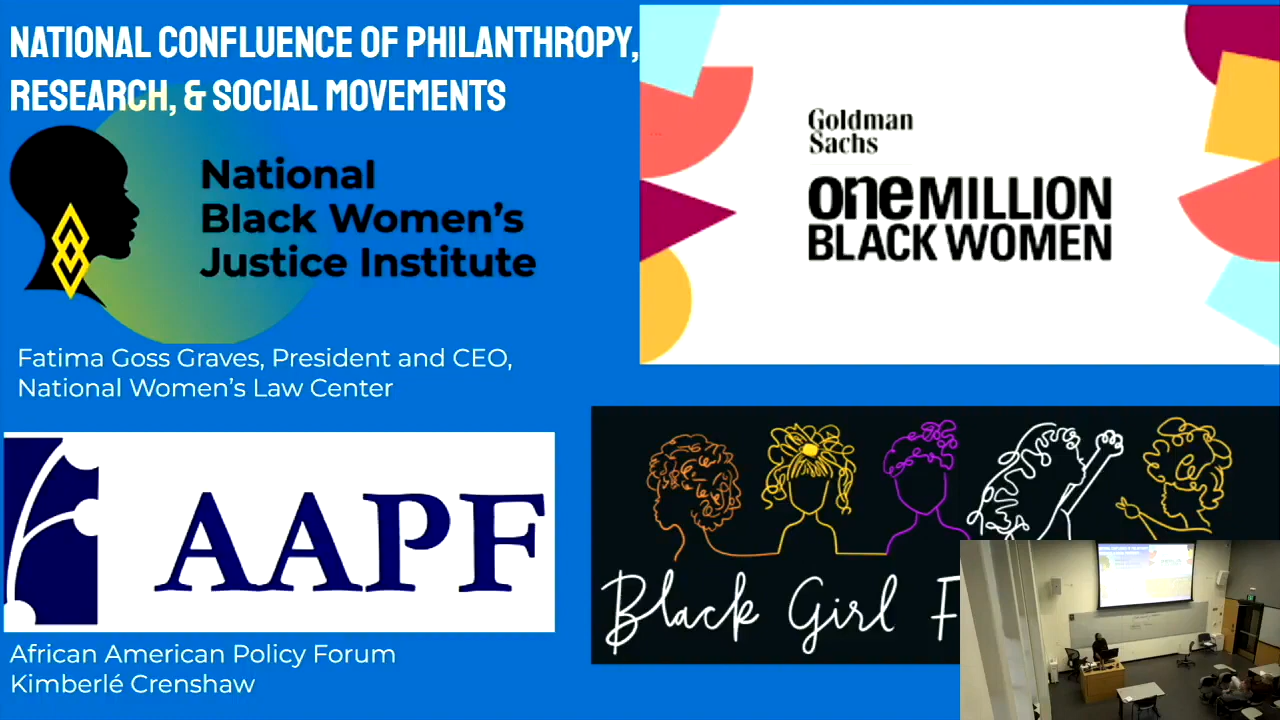 NATIONAL CONFLUENCE OF PHILANTHROPY,
RESEARCH, & SOCIAL MOVEMENTS
National
Black Women's
Justice Institute
Fatima Goss Graves, President and CEO,
National Women's Law Center
Goldman
Sachs
one MILLION
BLACK WOMEN
AAPF
African American Policy Forum
Kimberlé Crenshaw
Black Girl F